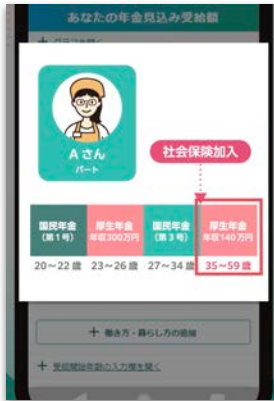 あなたの年金見込み受給額
Aさん
パート
社会保険加入
国民年金
(第1号)
厚生年金
年収300万円
国民年金
(第3号)
厚生年金
年収140万円
20〜22歳
23〜26歳
27〜34歳
35〜59歳
+ 働き方・暮らし方の追加
+ 受給開始年齢の入力欄を開く